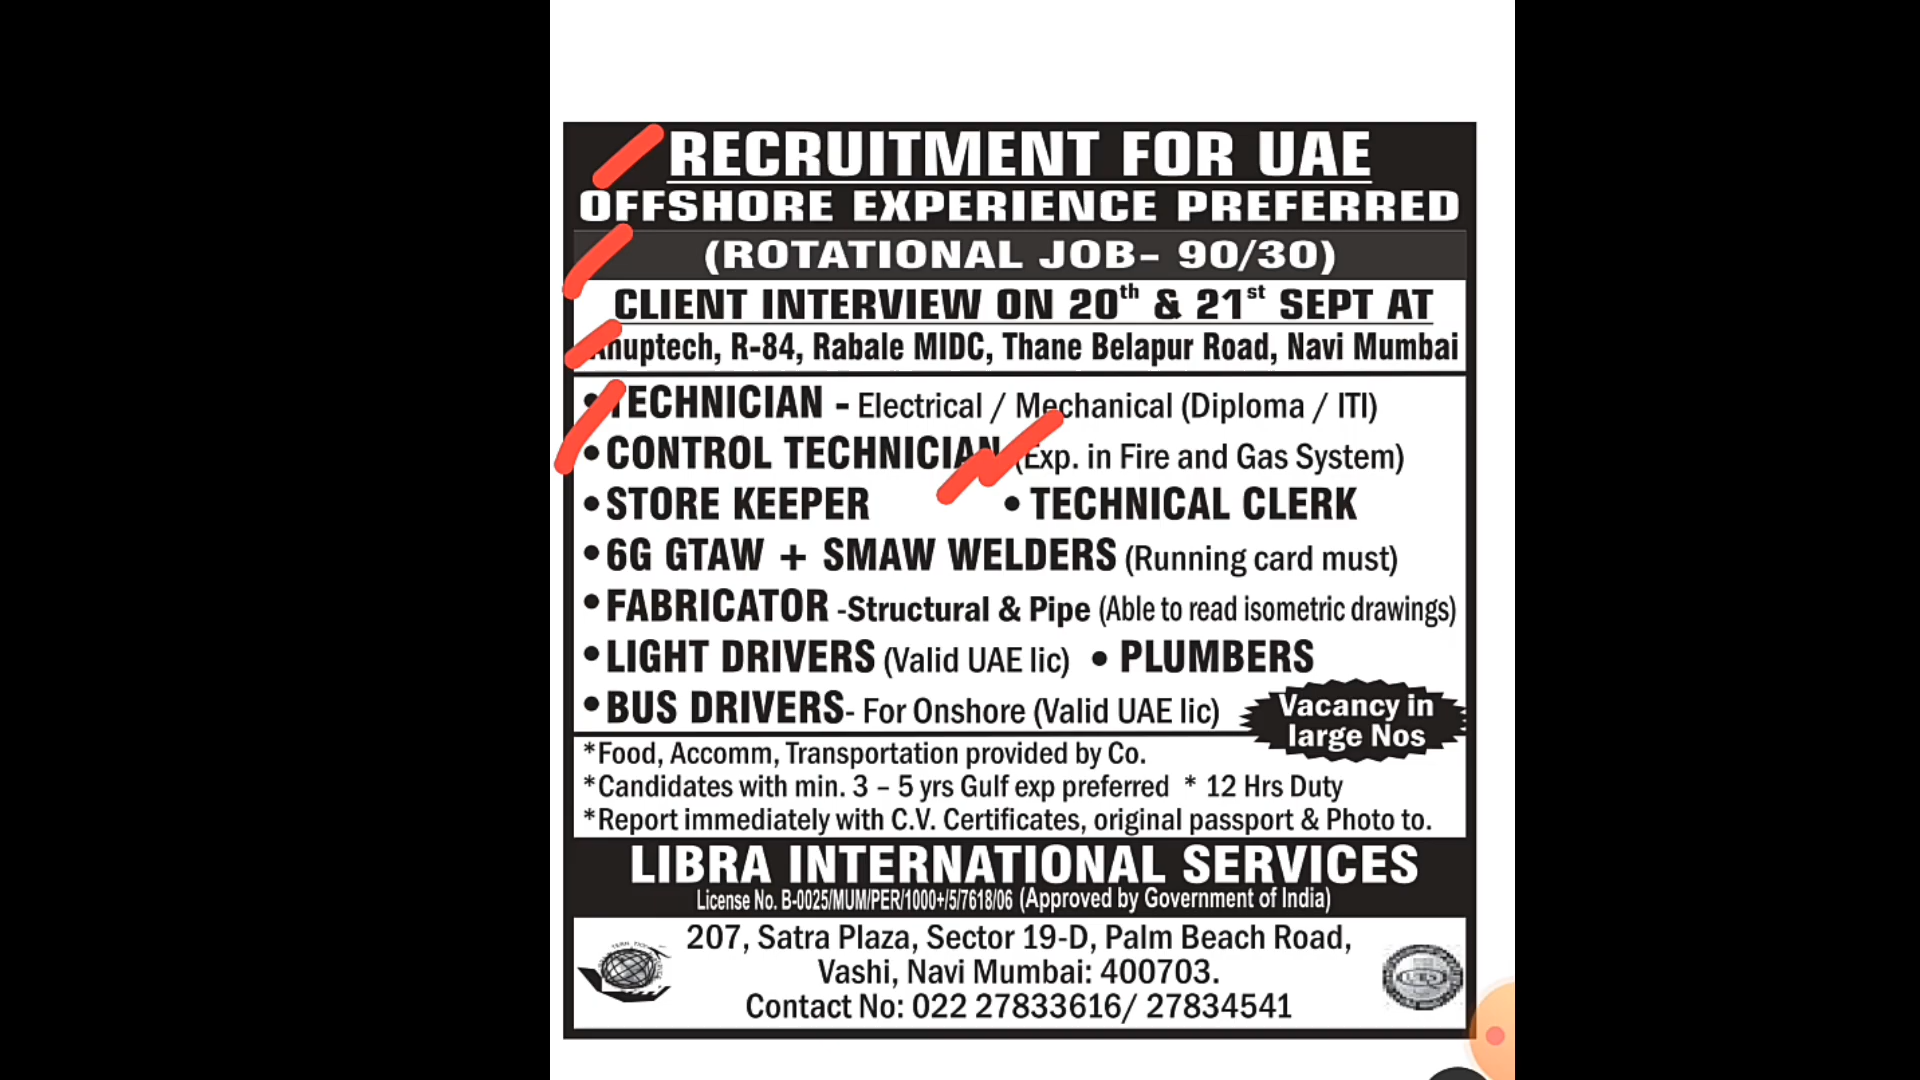 RECRUITMENT FOR UAE
OFFSHORE EXPERIENCE PREFERRED
(ROTATIONAL JOB- 90/30)
CLIENT INTERVIEW ON 20th & 21st SEPT AT
Anuptech, R-84, Rabale MIDC, Thane Belapur Road, Navi Mumbai
•TECHNICIAN - Electrical / Mechanical (Diploma / ITI)
•CONTROL TECHNICIAN (Exp. in Fire and Gas System)
•STORE KEEPER •TECHNICAL CLERK
•6G GTAW + SMAW WELDERS (Running card must)
•FABRICATOR -Structural & Pipe (Able to read isometric drawings)
•LIGHT DRIVERS (Valid UAE lic) • PLUMBERS
•BUS DRIVERS- For Onshore (Valid UAE lic)
Vacancy in
large Nos
*Food, Accomm, Transportation provided by Co.
*Candidates with min. 3 – 5 yrs Gulf exp preferred * 12 Hrs Duty
*Report immediately with C.V. Certificates, original passport & Photo to.
LIBRA INTERNATIONAL SERVICES
License No. B-0025/MUM/PER/1000+/5/7618/06 (Approved by Government of India)
207, Satra Plaza, Sector 19-D, Palm Beach Road,
Vashi, Navi Mumbai: 400703.
Contact No: 022 27833616/ 27834541